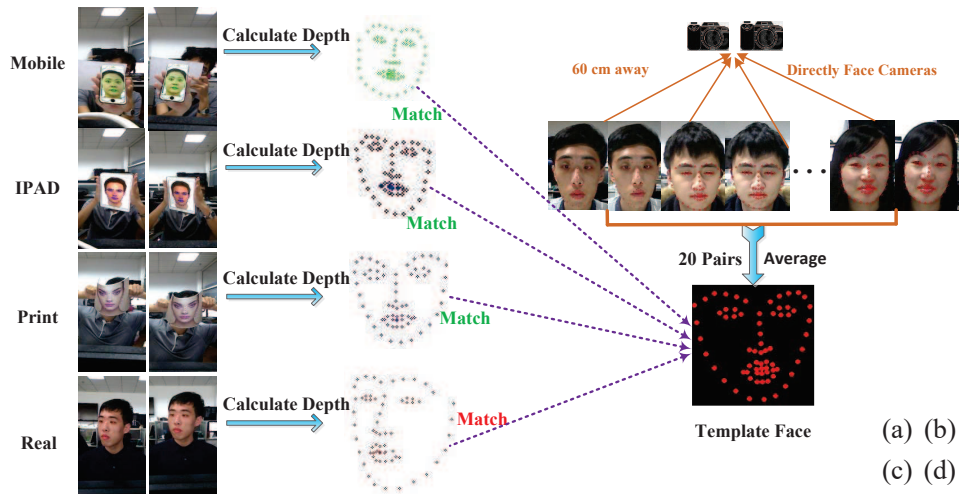 Mobile
Calculate Depth
Match
IPAD
Calculate Depth
Match
Print
Calculate Depth
Match
Real
Calculate Depth
Match
60 cm away
Directly Face Cameras
20 Pairs
Average
Template Face
(a) (b)
(c) (d)